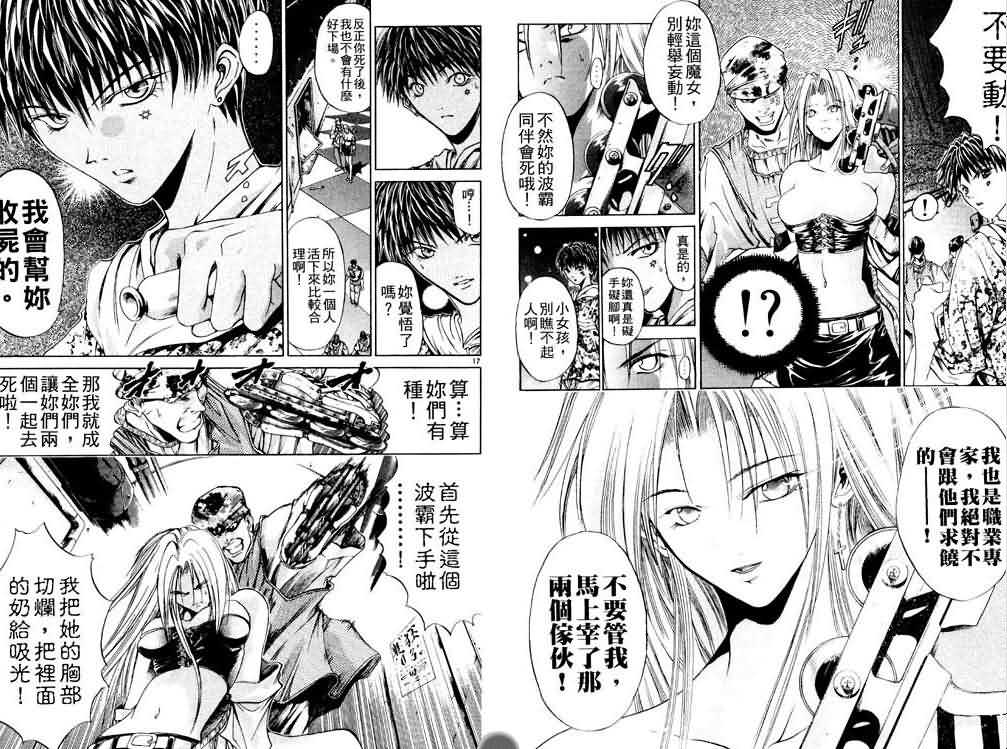 不要動！
！
！？
妳這個魔女，
別輕舉妄動！
不然妳的波霸
同伴會死哦！
真是的，
妳還真是礙
手礙腳啊！
小女孩，
別瞧不起
人啊！
我也是職業專
家，我絕對不
會跟他們求饒
的——！
不要管我，
馬上宰了那
兩個傢伙！
反正你死了後，
我也不會有什麼
好下場。
所以妳一個人
活下來比較合
理啊！
哼…！
妳覺悟了
嗎？
……
我會幫妳
收屍的。
17
算…算
妳們有
種！
那我就成
全妳們，
讓妳們兩
個一起去
死啦！
首先從這個
波霸下手啦
………！
我把她的胸部
切爛，把裡面
的奶給吸光！